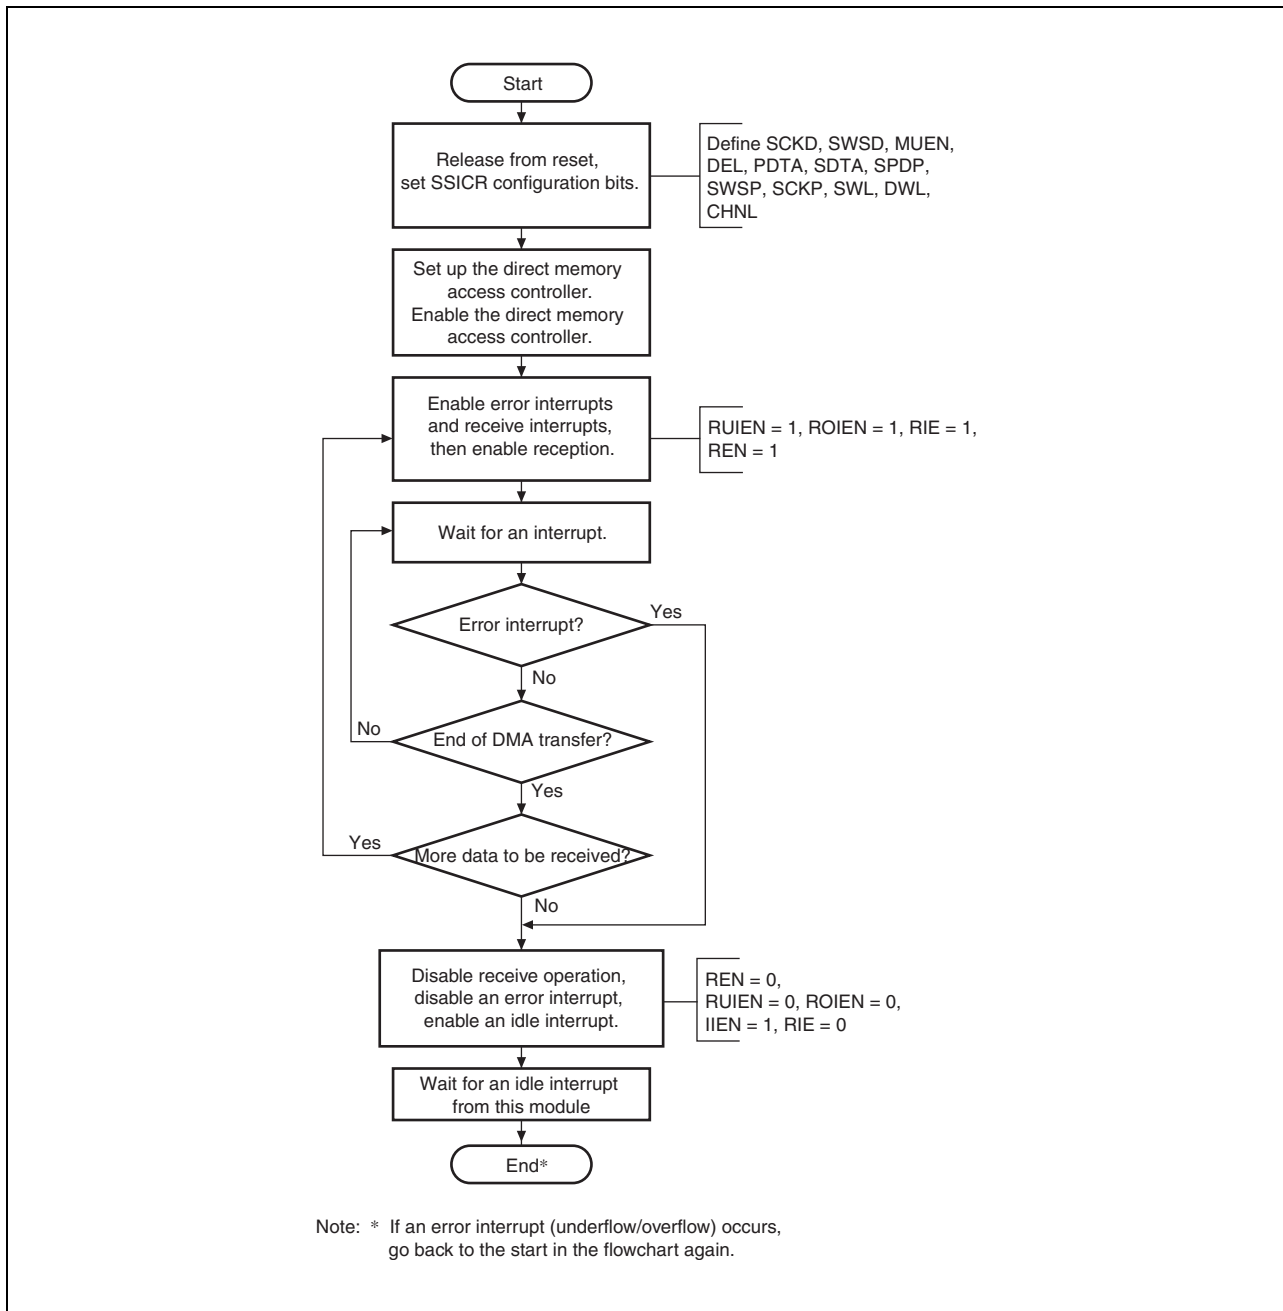 Start
Release from reset,
set SSICR configuration bits.
Define SCKD, SWSD, MUEN,
DEL, PDTA, SDTA, SPDP,
SWSP, SCKP, SWL, DWL,
CHNL
Set up the direct memory
access controller.
Enable the direct memory
access controller.
Enable error interrupts
and receive interrupts,
then enable reception.
RUIEN = 1, ROIEN = 1, RIE = 1,
REN = 1
Wait for an interrupt.
Error interrupt?
Yes
No
End of DMA transfer?
No
Yes
More data to be received?
Yes
No
Disable receive operation,
disable an error interrupt,
enable an idle interrupt.
REN = 0,
RUIEN = 0, ROIEN = 0,
IIEN = 1, RIE = 0
Wait for an idle interrupt
from this module
End*
Note: * If an error interrupt (underflow/overflow) occurs,
go back to the start in the flowchart again.